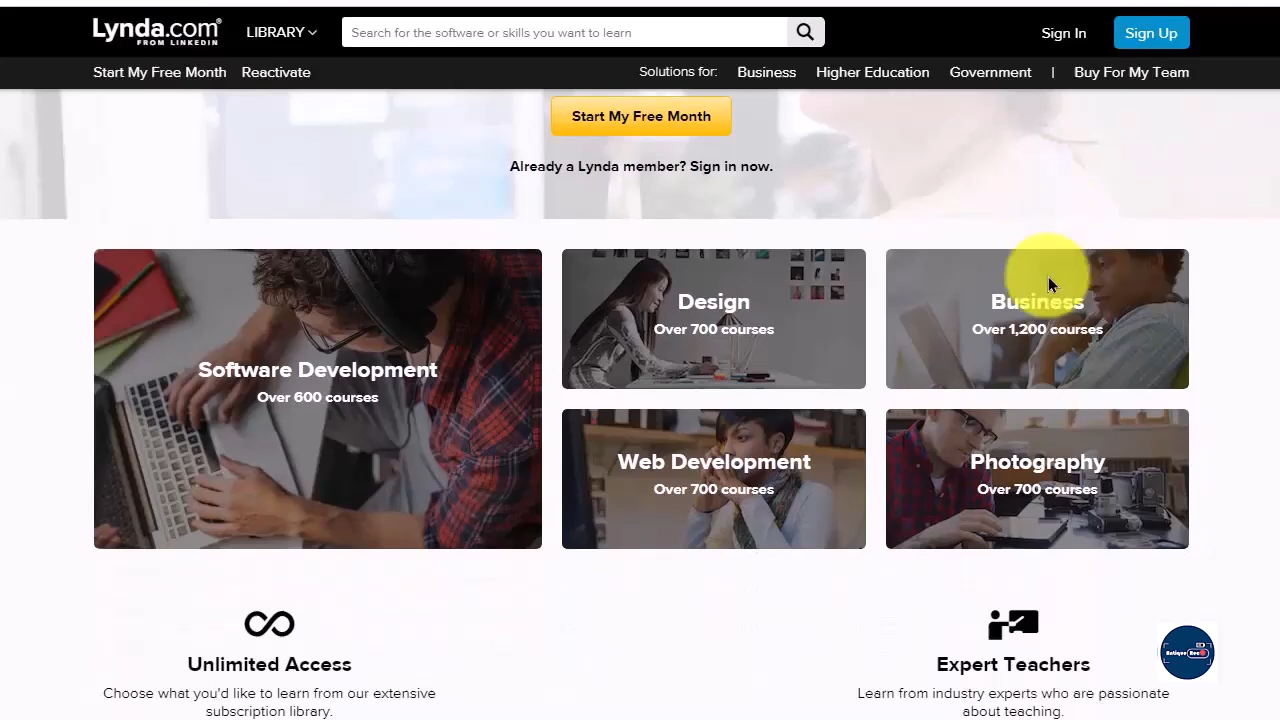 Lynda.com
FROM LINKEDIN
LIBRARY
Search for the software or skills you want to learn
Sign In
Sign Up
Start My Free Month
Reactivate
Solutions for:
Business
Higher Education
Government
|
Buy For My Team
Start My Free Month
Already a Lynda member? Sign in now.
Software Development
Over 600 courses
Design
Over 700 courses
Business
Over 1,200 courses
Web Development
Over 700 courses
Photography
Over 700 courses
Unlimited Access
Choose what you'd like to learn from our extensive
subscription library.
Expert Teachers
Learn from industry experts who are passionate
about teaching.